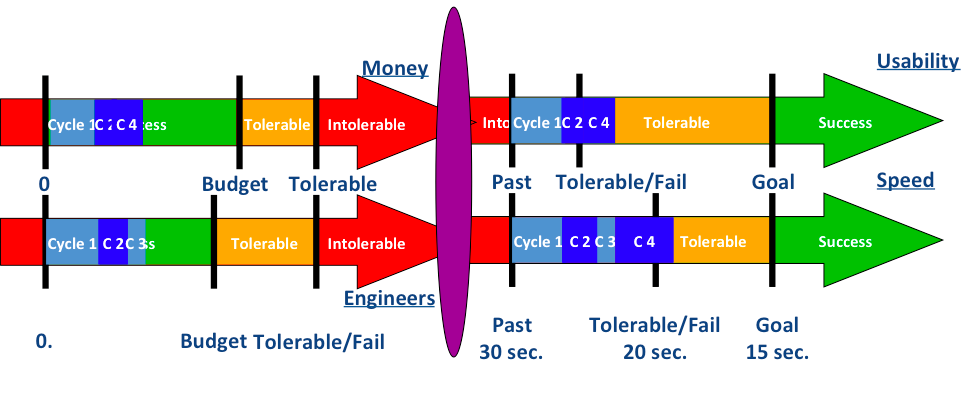 Money
Usability
Cycle 1 C 2 C 4 Tolerable Intolerable
Cycle 1 C 2 C 4 Tolerable Success
0 Budget Tolerable
Past Tolerable/Fail Goal
Speed
Cycle 1 C 2 C 3 Tolerable Intolerable
Cycle 1 C 2 C 3 C 4 Tolerable Success
Engineers
0. Budget Tolerable/Fail
Past Tolerable/Fail Goal
30 sec. 20 sec. 15 sec.